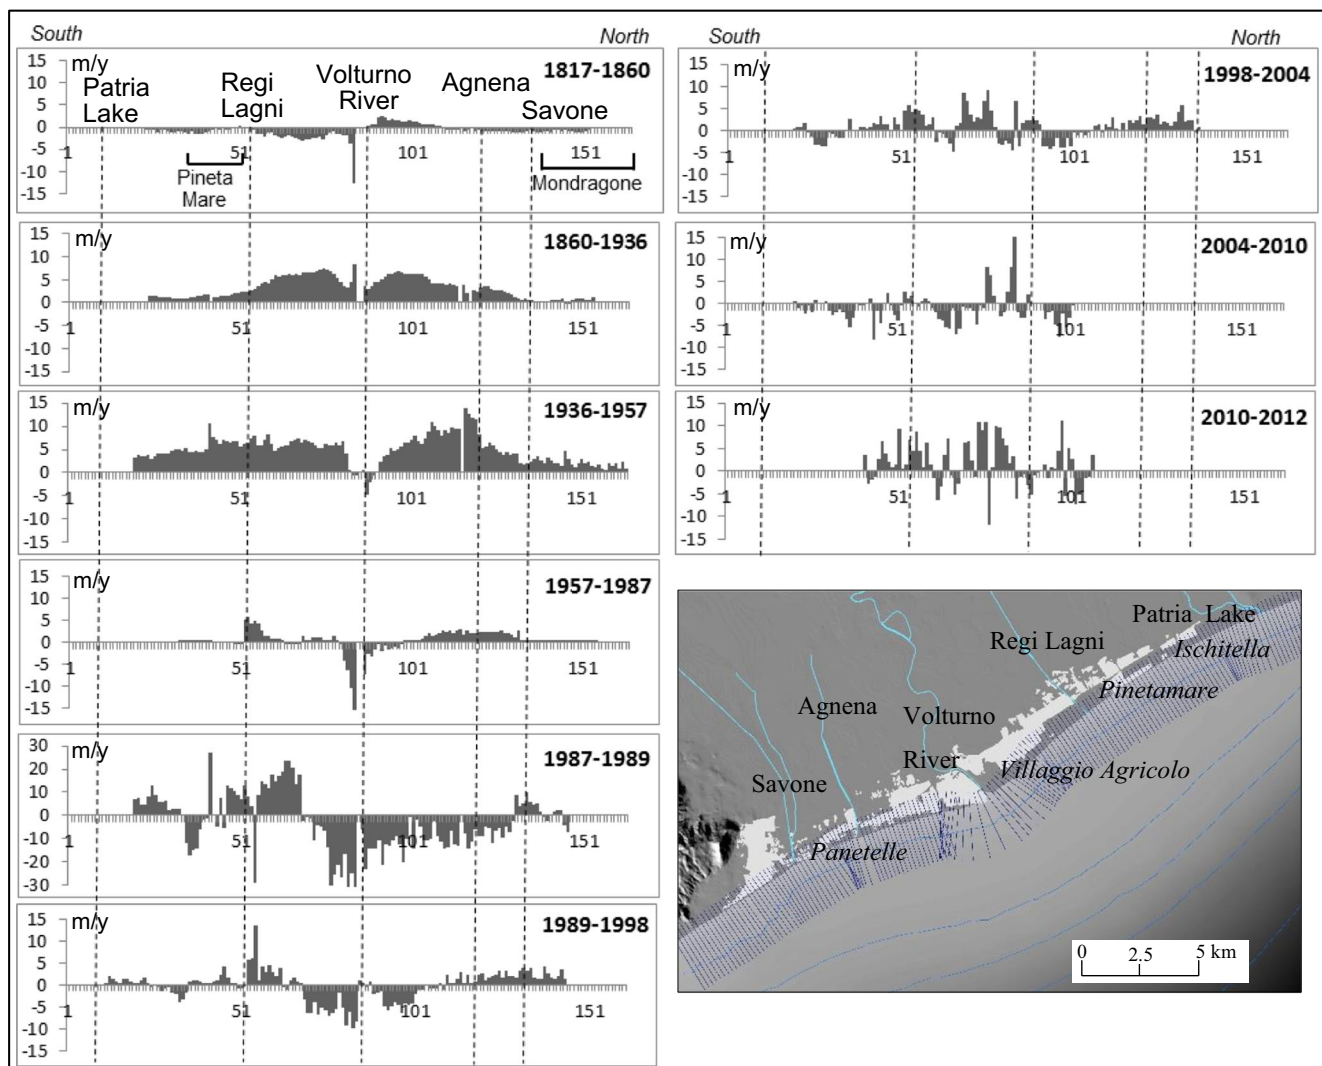 South North
m/y
1817-1860
Patria Lake
Regi Lagni
Volturno River
Agnena
Savone
15
10
5
0
-5
-10
-15
1 51 101 151
Pineta Mare
Mondragone
m/y
1860-1936
15
10
5
0
-5
-10
-15
1 51 101 151
m/y
1936-1957
15
10
5
0
-5
-10
-15
1 51 101 151
m/y
1957-1987
15
10
5
0
-5
-10
-15
1 51 101 151
m/y
1987-1989
30
20
10
0
-10
-20
-30
1 51 101 151
m/y
1989-1998
15
10
5
0
-5
-10
-15
1 51 101 151
South North
m/y
1998-2004
15
10
5
0
-5
-10
-15
1 51 101 151
m/y
2004-2010
15
10
5
0
-5
-10
-15
1 51 101 151
m/y
2010-2012
15
10
5
0
-5
-10
-15
1 51 101 151
Patria Lake
Regi Lagni
Ischitella
Pinetamare
Agnena
Volturno
River
Villaggio Agricolo
Savone
Panetelle
0 2.5 5 km